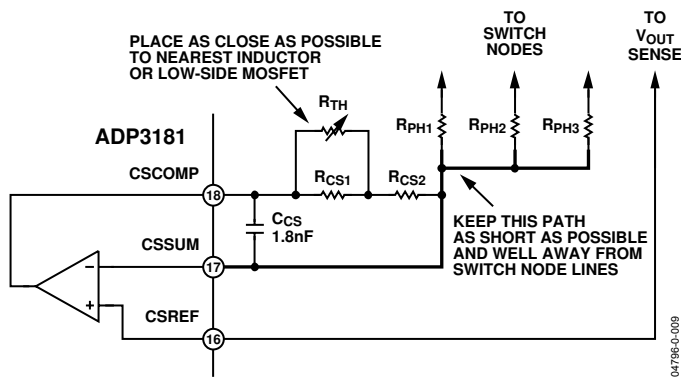 TO
SWITCH
NODES
TO
VOUT
SENSE
PLACE AS CLOSE AS POSSIBLE
TO NEAREST INDUCTOR
OR LOW-SIDE MOSFET
RTH
RPH1
RPH2
RPH3
ADP3181
CSCOMP
18
RCS1
RCS2
CCS
1.8nF
KEEP THIS PATH
AS SHORT AS POSSIBLE
AND WELL AWAY FROM
SWITCH NODE LINES
CSSUM
17
–
+
CSREF
16
04796-0-009